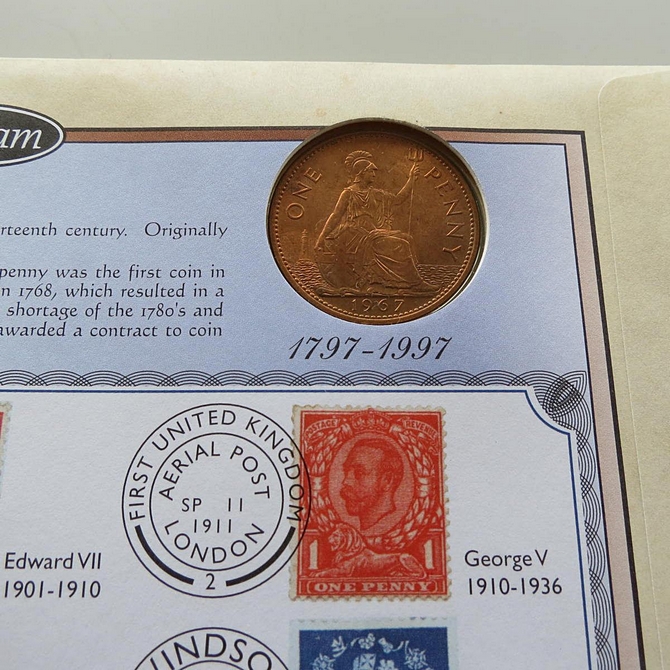 am
ONE PENNY
1967
rteenth century. Originally
penny was the first coin in
n 1768, which resulted in a
shortage of the 1780's and
awarded a contract to coin
1797-1997
FIRST UNITED KINGDOM
AERIAL POST
SP 11
1911
LONDON
2
POSTAGE REVENUE
1 1
ONE PENNY
Edward VII
1901-1910
George V
1910-1936
INDSO